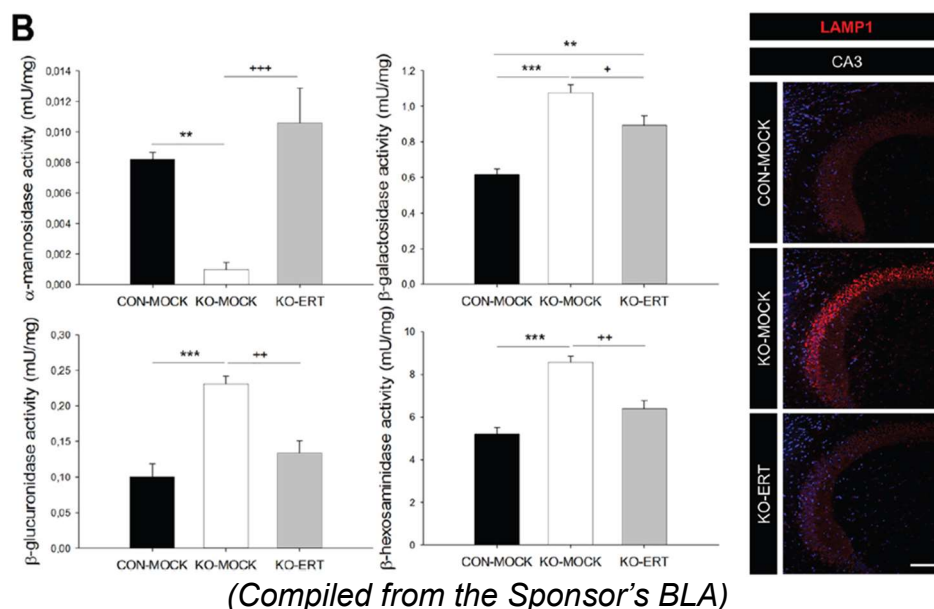 B
α-mannosidase activity (mU/mg)
0,014
0,012
0,010
0,008
0,006
0,004
0,002
0,000
**
+++
CON-MOCK KO-MOCK KO-ERT
β-galactosidase activity (mU/mg)
1,2
1,0
0,8
0,6
0,4
0,2
0,0
**
***
+
CON-MOCK KO-MOCK KO-ERT
β-glucuronidase activity (mU/mg)
0,30
0,25
0,20
0,15
0,10
0,05
0,00
***
++
CON-MOCK KO-MOCK KO-ERT
β-hexosaminidase activity (mU/mg)
10
8
6
4
2
0
***
++
CON-MOCK KO-MOCK KO-ERT
LAMP1
CA3
CON-MOCK
KO-MOCK
KO-ERT
(Compiled from the Sponsor's BLA)